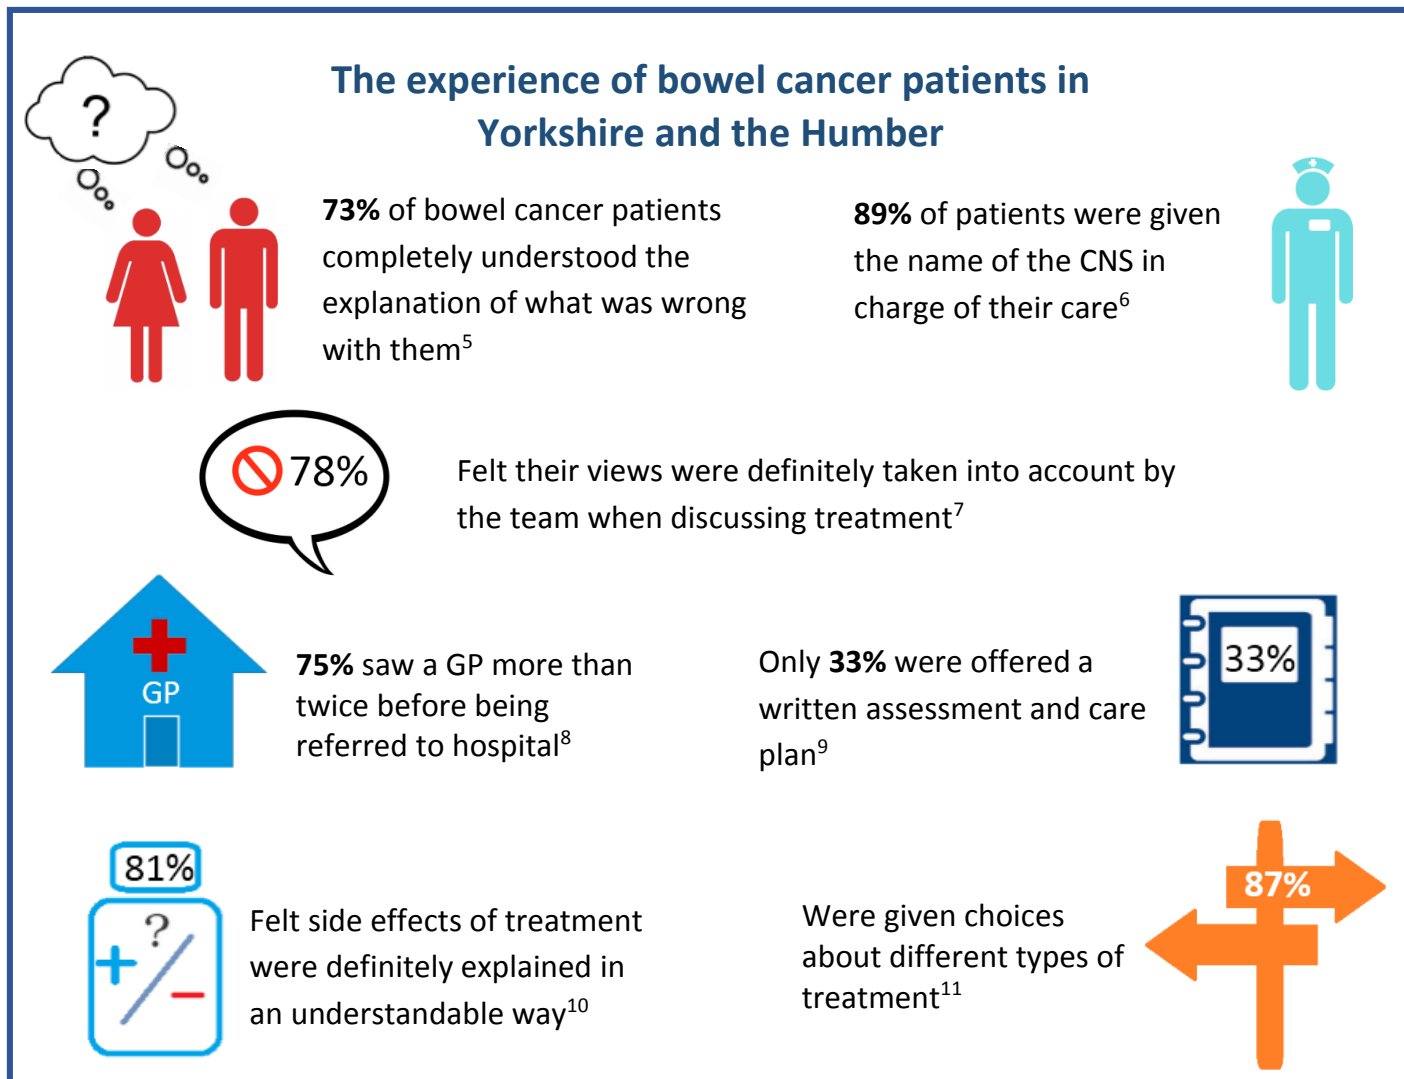 The experience of bowel cancer patients in
Yorkshire and the Humber
?
73% of bowel cancer patients
completely understood the
explanation of what was wrong
with them5
89% of patients were given
the name of the CNS in
charge of their care6
78%
Felt their views were definitely taken into account by
the team when discussing treatment7
GP
75% saw a GP more than
twice before being
referred to hospital8
Only 33% were offered a
written assessment and care
plan9
33%
81%
?
Felt side effects of treatment
were definitely explained in
an understandable way10
Were given choices
about different types of
treatment11
87%